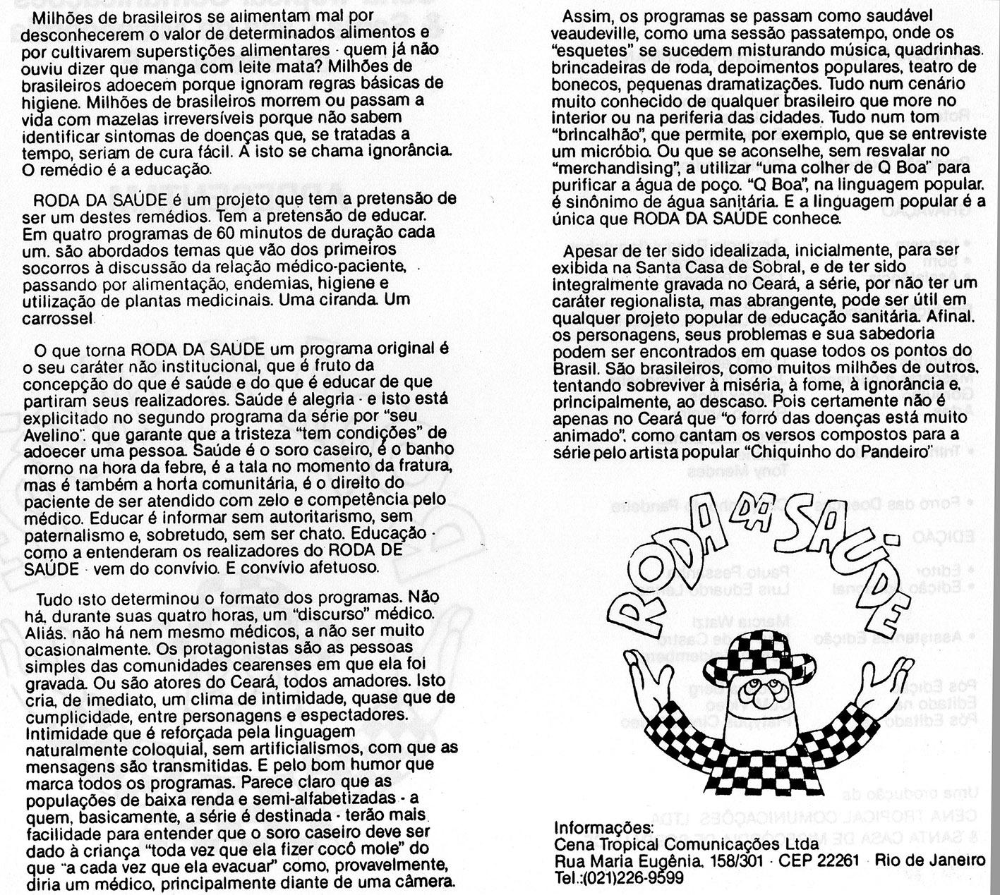 Milhões de brasileiros se alimentam mal por
desconhecerem o valor de determinados alimentos e
por cultivarem superstições alimentares - quem já não
ouviu dizer que manga com leite mata? Milhões de
brasileiros adoecem porque ignoram regras básicas de
higiene. Milhões de brasileiros morrem ou passam a
vida com mazelas irreversíveis porque não sabem
identificar sintomas de doenças que, se tratadas a
tempo, seriam de cura fácil. A isto se chama ignorância.
O remédio é a educação.
RODA DA SAÚDE é um projeto que tem a pretensão de
ser um destes remédios. Tem a pretensão de educar.
Em quatro programas de 60 minutos de duração cada
um. são abordados temas que vão dos primeiros
socorros à discussão da relação médico-paciente,
passando por alimentação, endemias, higiene e
utilização de plantas medicinais. Uma ciranda. Um
carrossel.
O que torna RODA DA SAÚDE um programa original é
o seu caráter não institucional, que é fruto da
concepção do que é saúde e do que é educar de que
partiram seus realizadores. Saúde é alegria - e isto está
explicitado no segundo programa da série por "seu
Avelino". que garante que a tristeza "tem condições" de
adoecer uma pessoa. Saúde é o soro caseiro, é o banho
morno na hora da febre, é a tala no momento da fratura,
mas é também a horta comunitária, é o direito do
paciente de ser atendido com zelo e competência pelo
médico. Educar é informar sem autoritarismo, sem
paternalismo e, sobretudo, sem ser chato. Educação -
como a entenderam os realizadores do RODA DE
SAÚDE - vem do convívio. E convívio afetuoso.
Tudo isto determinou o formato dos programas. Não
há, durante suas quatro horas, um "discurso" médico.
Aliás. não há nem mesmo médicos, a não ser muito
ocasionalmente. Os protagonistas são as pessoas
simples das comunidades cearenses em que ela foi
gravada. Ou são atores do Ceará, todos amadores. Isto
cria, de imediato, um clima de intimidade, quase que de
cumplicidade, entre personagens e espectadores.
Intimidade que é reforçada pela linguagem
naturalmente coloquial, sem artificialismos, com que as
mensagens são transmitidas. E pelo bom humor que
marca todos os programas. Parece claro que as
populações de baixa renda e semi-alfabetizadas - a
quem, basicamente, a série é destinada - terão mais
facilidade para entender que o soro caseiro deve ser
dado à criança "toda vez que ela fizer cocô mole" do
que "a cada vez que ela evacuar" como, provavelmente,
diria um médico, principalmente diante de uma câmera.
Assim, os programas se passam como saudável
veaudeville, como uma sessão passatempo, onde os
"esquetes" se sucedem misturando música, quadrinhas.
brincadeiras de roda, depoimentos populares, teatro de
bonecos, pequenas dramatizações. Tudo num cenário
muito conhecido de qualquer brasileiro que more no
interior ou na periferia das cidades. Tudo num tom
"brincalhão", que permite, por exemplo, que se entreviste
um micróbio. Ou que se aconselhe, sem resvalar no
"merchandising", a utilizar "uma colher de Q Boa" para
purificar a água de poço. "Q Boa", na linguagem popular.
é sinônimo de água sanitária. E a linguagem popular é a
única que RODA DA SAÚDE conhece.
Apesar de ter sido idealizada, inicialmente, para ser
exibida na Santa Casa de Sobral, e de ter sido
integralmente gravada no Ceará, a série, por não ter um
caráter regionalista, mas abrangente, pode ser útil em
qualquer projeto popular de educação sanitária. Afinal.
os personagens, seus problemas e sua sabedoria
podem ser encontrados em quase todos os pontos do
Brasil. São brasileiros, como muitos milhões de outros,
tentando sobreviver à miséria, à fome, à ignorância e,
principalmente, ao descaso. Pois certamente não é
apenas no Ceará que "o forró das doenças está muito
animado". como cantam os versos compostos para a
série pelo artista popular "Chiquinho do Pandeiro"
RODA DA SAÚDE
Informações:
Cena Tropical Comunicações Ltda
Rua Maria Eugênia, 158/301 - CEP 22261 - Rio de Janeiro
Tel.:(021)226-9599